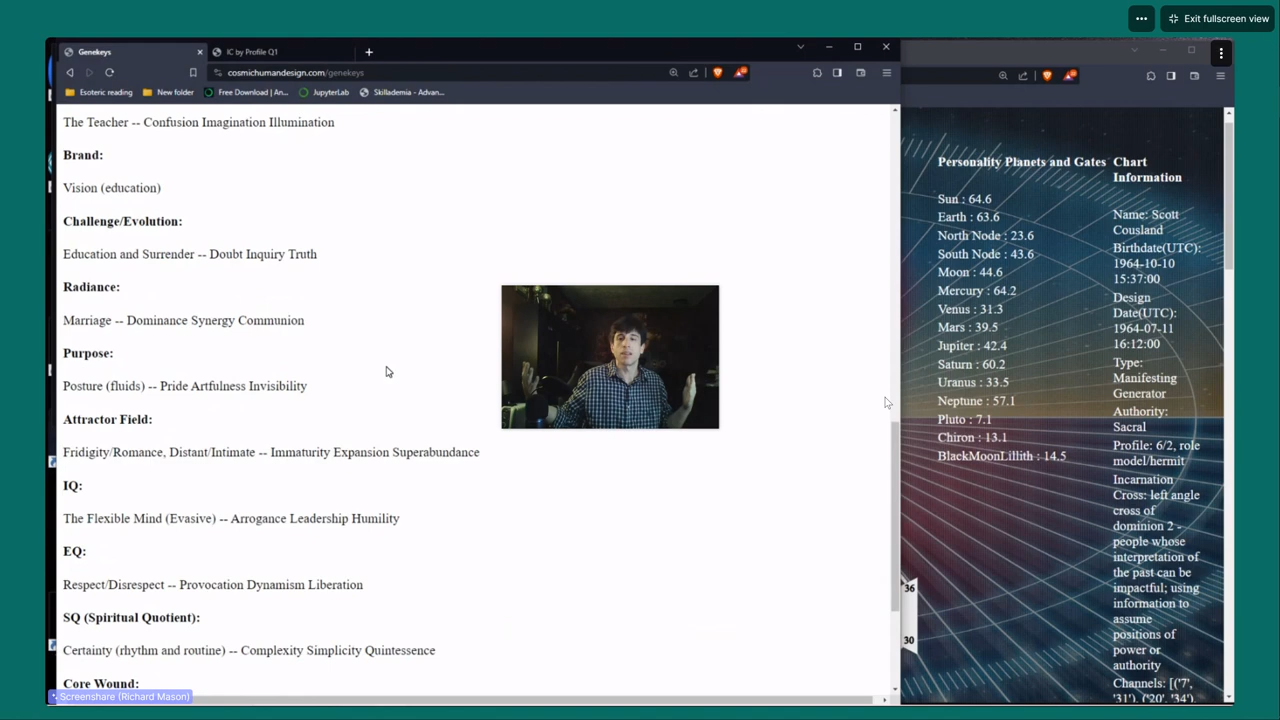 Exit fullscreen view
Genekeys
IC by Profile Q1
cosmichumandesign.com/genekeys
Esoteric reading
New folder
Free Download | An...
JupyterLab
Skillademia - Advan...
The Teacher -- Confusion Imagination Illumination
Brand:
Vision (education)
Challenge/Evolution:
Education and Surrender -- Doubt Inquiry Truth
Radiance:
Marriage -- Dominance Synergy Communion
Purpose:
Posture (fluids) -- Pride Artfulness Invisibility
Attractor Field:
Fridigity/Romance, Distant/Intimate -- Immaturity Expansion Superabundance
IQ:
The Flexible Mind (Evasive) -- Arrogance Leadership Humility
EQ:
Respect/Disrespect -- Provocation Dynamism Liberation
SQ (Spiritual Quotient):
Certainty (rhythm and routine) -- Complexity Simplicity Quintessence
Core Wound:
Screenshare (Richard Mason)
Personality Planets and Gates
Sun : 64.6
Earth : 63.6
North Node : 23.6
South Node : 43.6
Moon : 44.6
Mercury : 64.2
Venus : 31.3
Mars : 39.5
Jupiter : 42.4
Saturn : 60.2
Uranus : 33.5
Neptune : 57.1
Pluto : 7.1
Chiron : 13.1
BlackMoonLillith : 14.5
36
30
Chart
Information
Name: Scott
Cousland
Birthdate(UTC):
1964-10-10
15:37:00
Design
Date(UTC):
1964-07-11
16:12:00
Type:
Manifesting
Generator
Authority:
Sacral
Profile: 6/2, role
model/hermit
Incarnation
Cross: left angle
cross of
dominion 2 -
people whose
interpretation of
the past can be
impactful; using
information to
assume
positions of
power or
authority
Channels: [('7',
'31'), ('20', '34'),